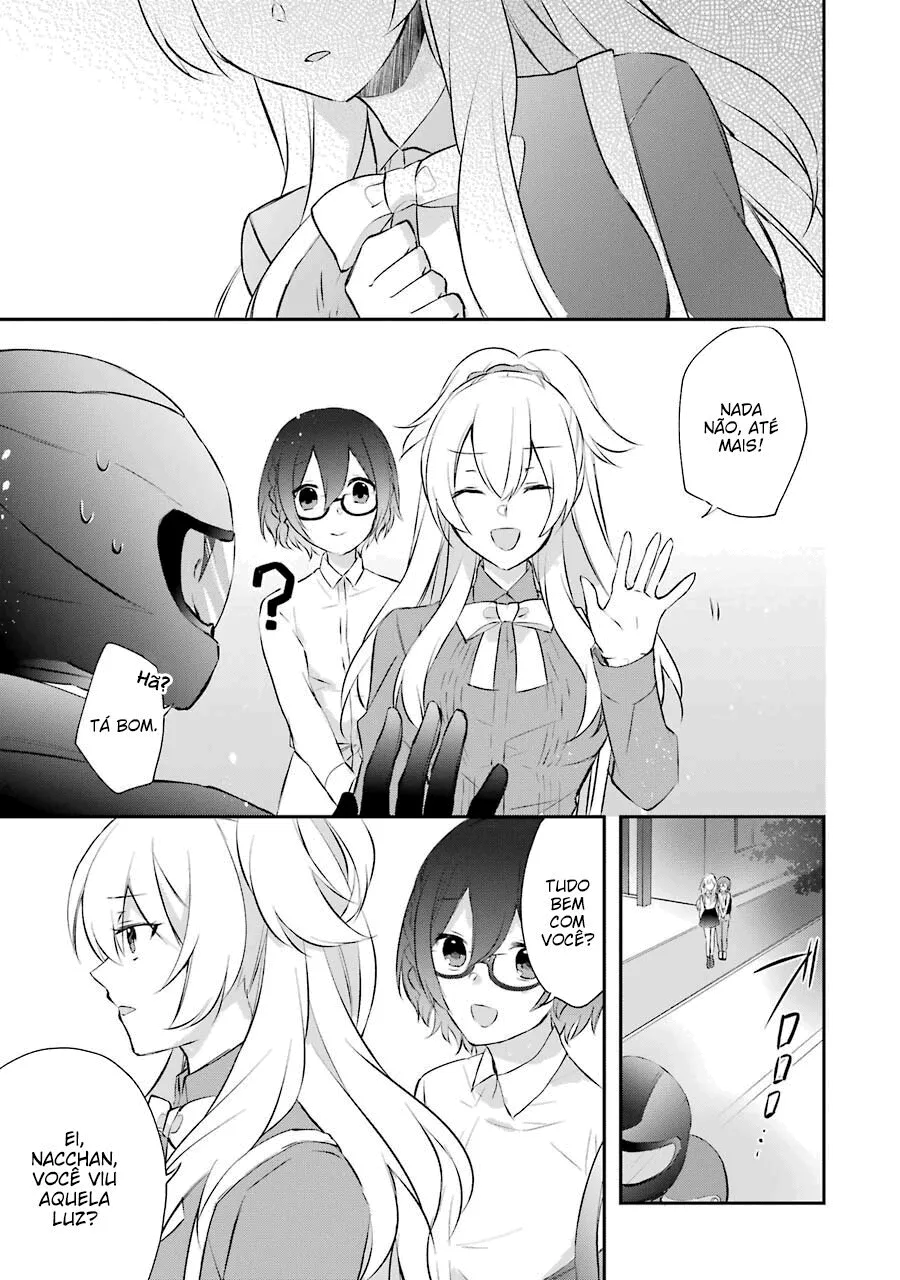 NADA
NÃO, ATÉ
MAIS!
?
Hã?
TÁ BOM.
TUDO
BEM
COM
VOCÊ?
EI,
NACCHAN,
VOCÊ VIU
AQUELA
LUZ?